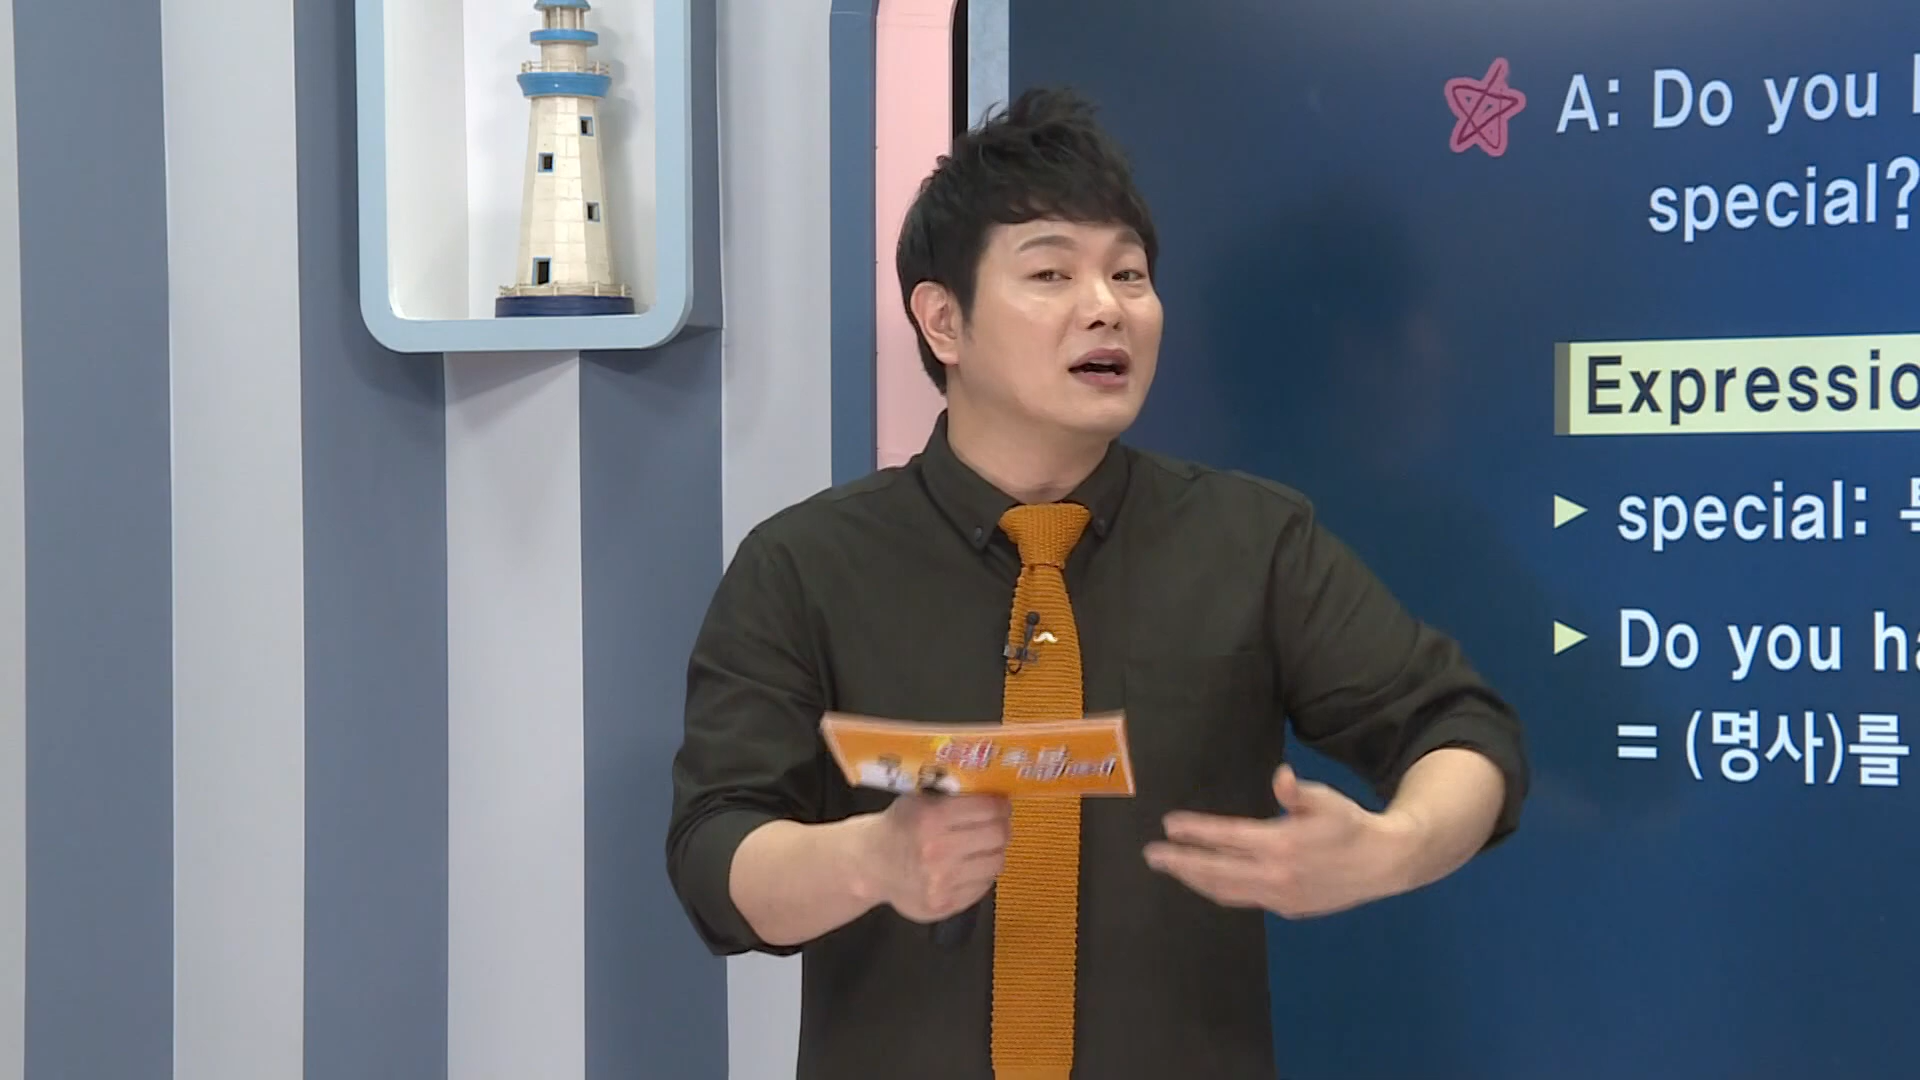 A: Do you
special?
Expressio
special:
Do you ha
= (명사)를